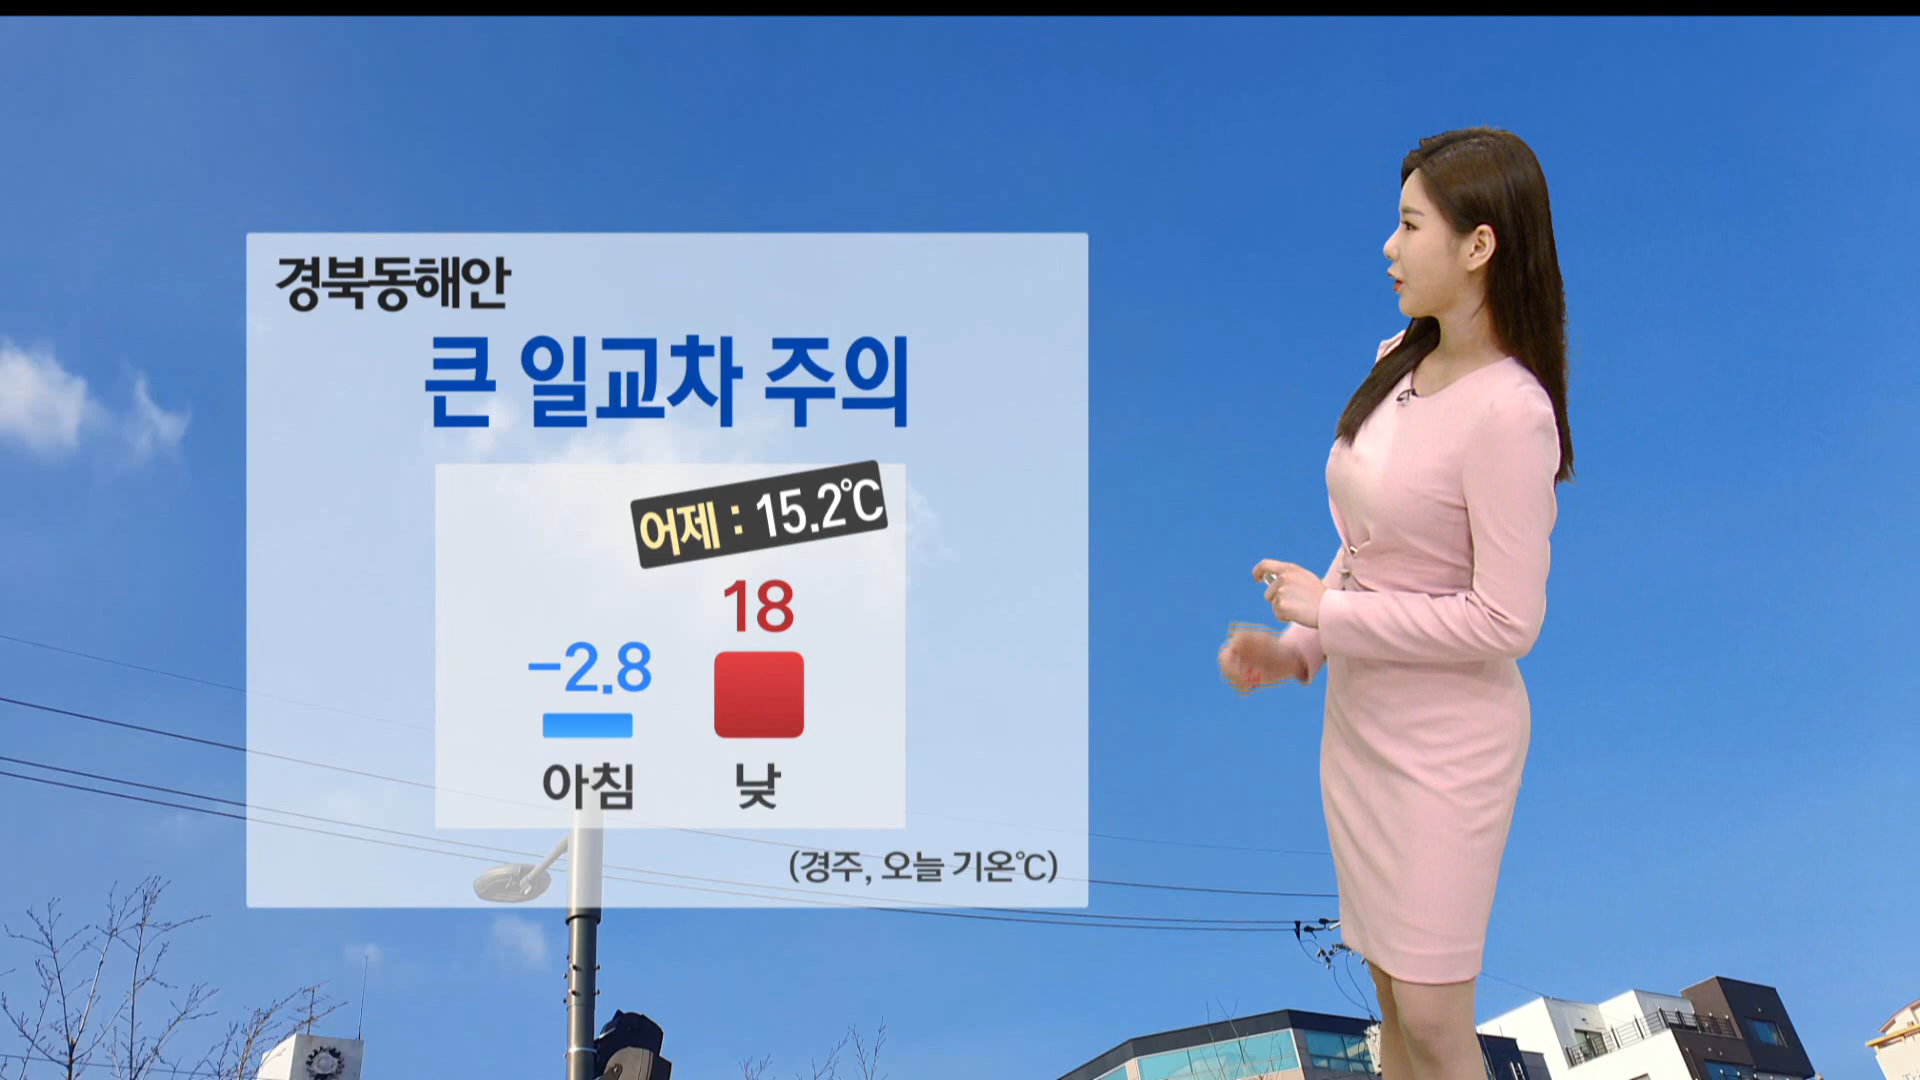 경북동해안
큰 일교차 주의
어제 : 15.2℃
18
-2.8
아침 낮
(경주, 오늘 기온℃)